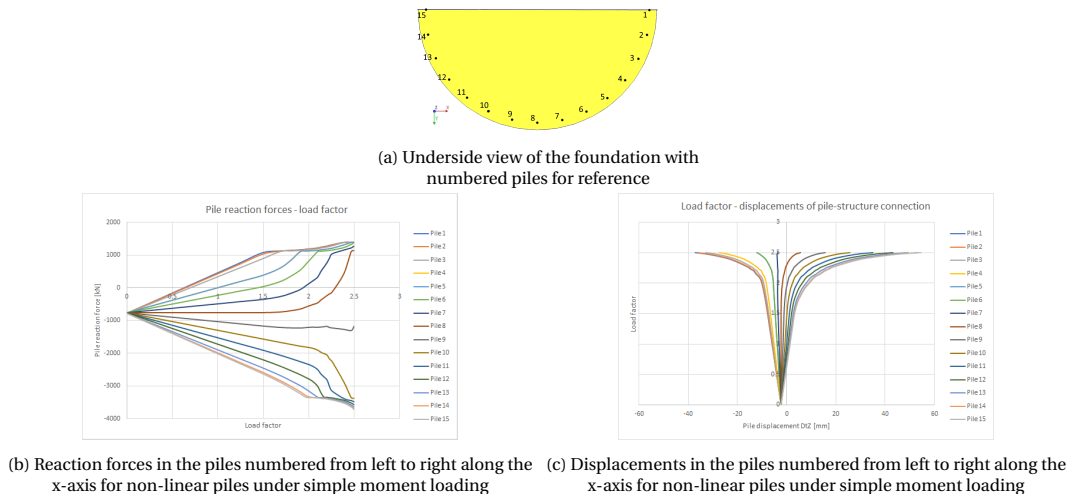 15
1
14
2
13
3
12
4
11
5
10
6
9
8
7
z
x
y
(a) Underside view of the foundation with
numbered piles for reference
Pile reaction forces - load factor
2000
1000
0
-1000
-2000
-3000
-4000
0
0.5
1
1.5
2
2.5
3
Pile reaction force [kN]
Load factor
Pile 1
Pile 2
Pile 3
Pile 4
Pile 5
Pile 6
Pile 7
Pile 8
Pile 9
Pile 10
Pile 11
Pile 12
Pile 13
Pile 14
Pile 15
(b) Reaction forces in the piles numbered from left to right along the
x-axis for non-linear piles under simple moment loading
Load factor - displacements of pile-structure connection
3
2.5
2
1.5
1
0.5
0
-60
-40
-20
0
20
40
60
Load factor
Pile displacement DtZ [mm]
Pile 1
Pile 2
Pile 3
Pile 4
Pile 5
Pile 6
Pile 7
Pile 8
Pile 9
Pile 10
Pile 11
Pile 12
Pile 13
Pile 14
Pile 15
(c) Displacements in the piles numbered from left to right along the
x-axis for non-linear piles under simple moment loading